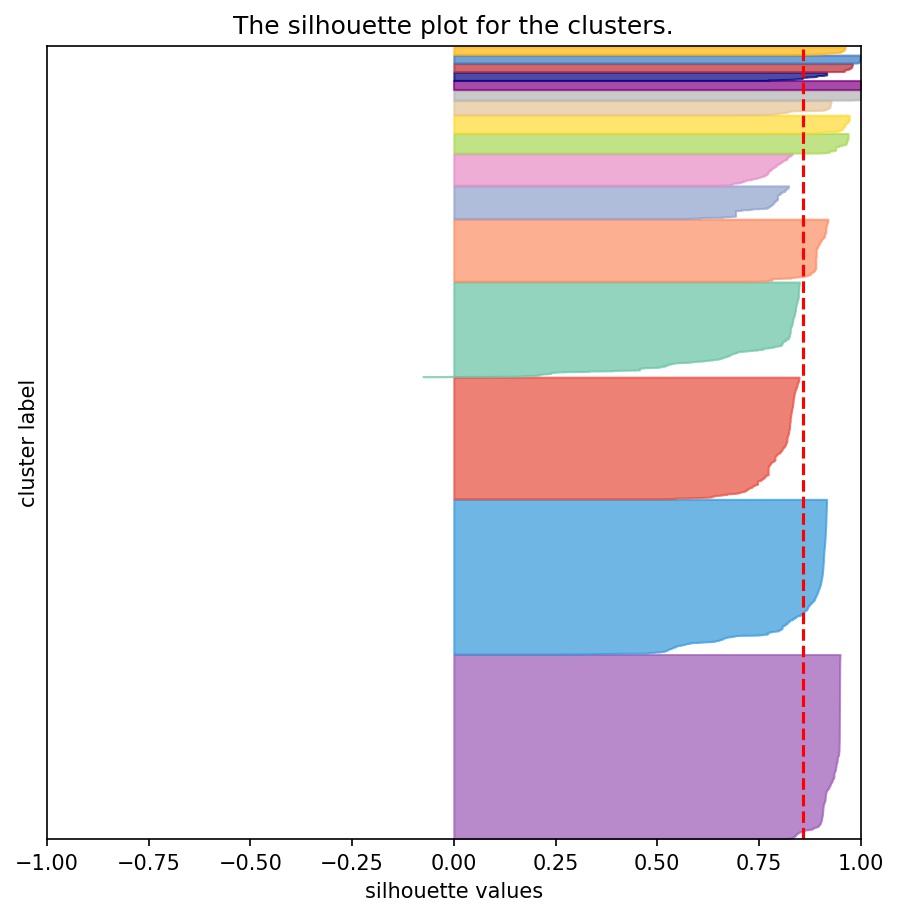 The silhouette plot for the clusters.
cluster label
−1.00 −0.75 −0.50 −0.25 0.00 0.25 0.50 0.75 1.00
silhouette values